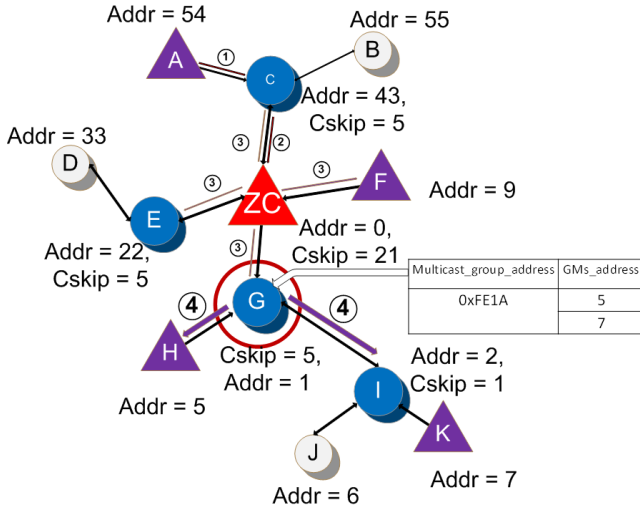 Addr = 54
A
①
C
B
Addr = 55
Addr = 43,
Cskip = 5
③
②
Addr = 33
D
③
③
F
Addr = 9
E
ZC
Addr = 22,
Cskip = 5
Addr = 0,
Cskip = 21
③
Multicast_group_address GMs_address
0xFE1A 5
7
G
④
④
H
Cskip = 5,
Addr = 1
Addr = 2,
Cskip = 1
Addr = 5
I
K
J
Addr = 7
Addr = 6